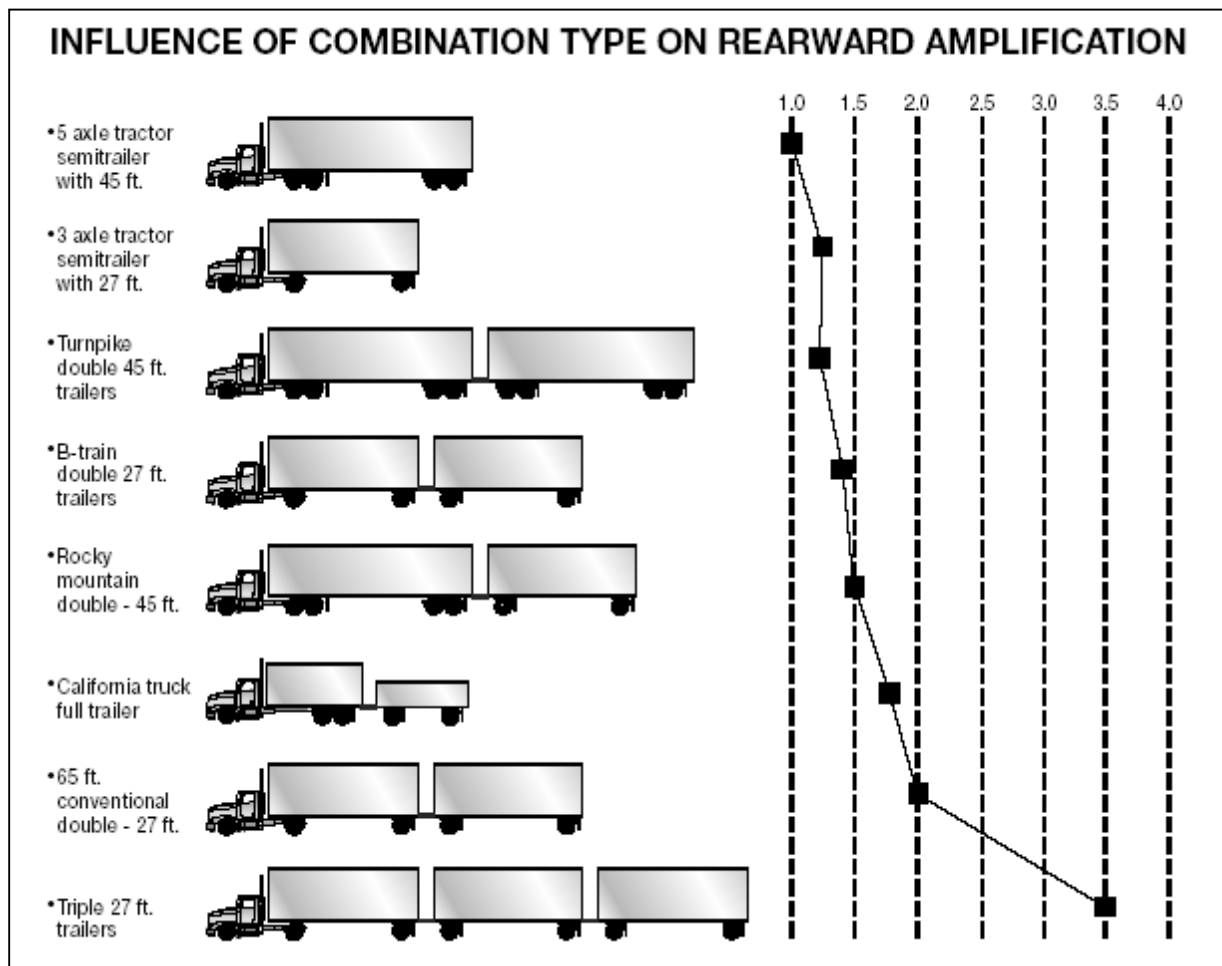 INFLUENCE OF COMBINATION TYPE ON REARWARD AMPLIFICATION
1.0 1.5 2.0 2.5 3.0 3.5 4.0
•5 axle tractor
semitrailer
with 45 ft.
•3 axle tractor
semitrailer
with 27 ft.
•Turnpike
double 45 ft.
trailers
•B-train
double 27 ft.
trailers
•Rocky
mountain
double - 45 ft.
•California truck
full trailer
•65 ft.
conventional
double - 27 ft.
•Triple 27 ft.
trailers